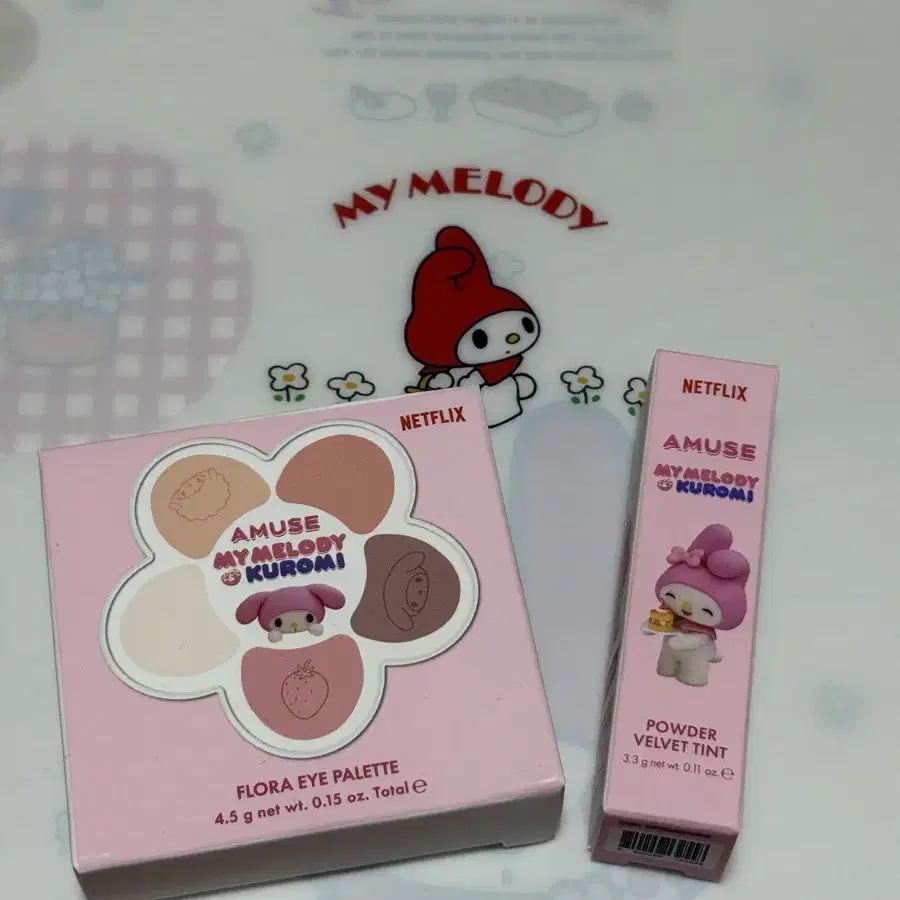 MY MELODY
NETFLIX
AMUSE
MY MELODY
KUROMI
FLORA EYE PALETTE
4.5 g net wt. 0.15 oz. Total ℮
NETFLIX
AMUSE
MY MELODY
KUROMI
POWDER
VELVET TINT
3.3 g net wt. 0.11 oz. ℮